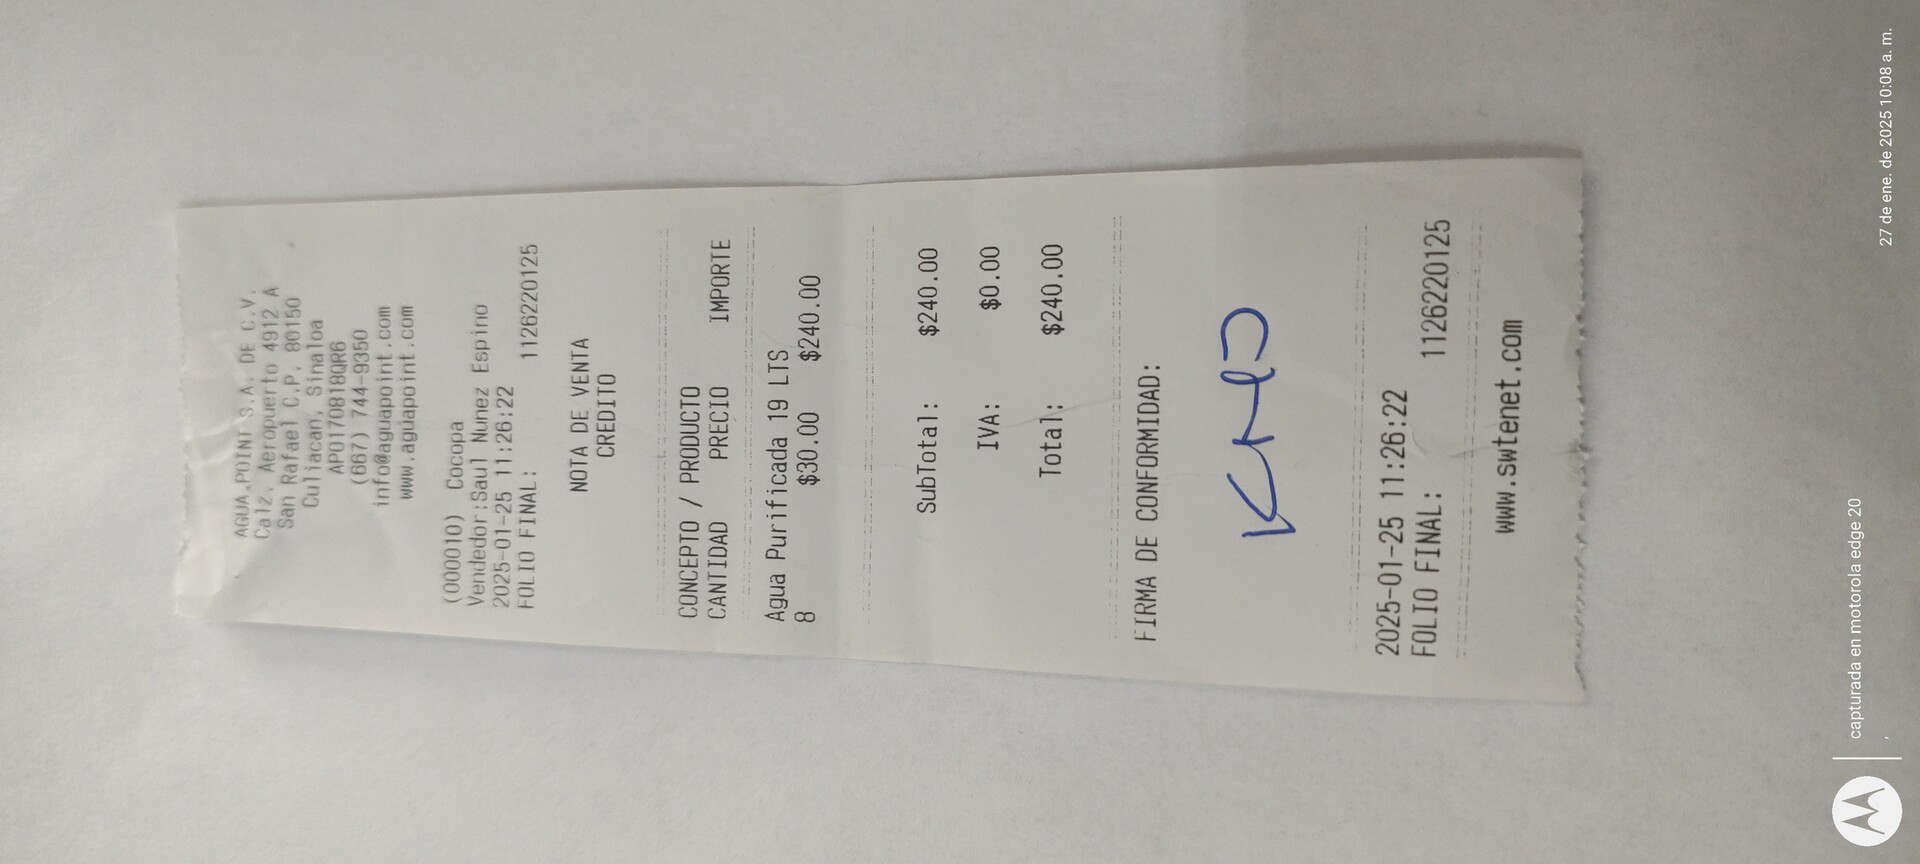 AGUA POINT S.A. DE C.V.
Calz. Aeropuerto 4912 A
San Rafael C.P. 80150
Culiacan, Sinaloa
APO170818QR6
(667) 744-9350
info@aguapoint.com
www.aguapoint.com
(000010) Cocopa
Vendedor:Saul Nunez Espino
2025-01-25 11:26:22
FOLIO FINAL: 1126220125
NOTA DE VENTA
CREDITO
CONCEPTO / PRODUCTO
CANTIDAD PRECIO IMPORTE
Agua Purificada 19 LTS
8 $30.00 $240.00
SubTotal: $240.00
IVA: $0.00
Total: $240.00
FIRMA DE CONFORMIDAD:
2025-01-25 11:26:22
FOLIO FINAL: 1126220125
www.swtenet.com
capturada en motorola edge 20
,
27 de ene. de 2025 10:08 a. m.